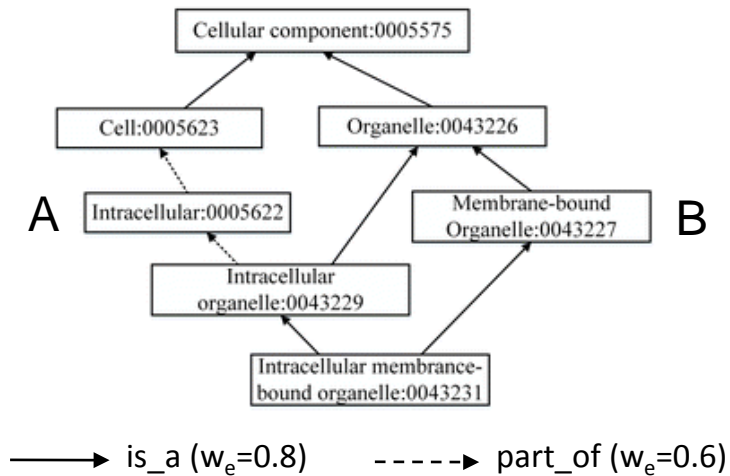 Cellular component:0005575
Cell:0005623
Organelle:0043226
A
Intracellular:0005622
Membrane-bound
Organelle:0043227
B
Intracellular
organelle:0043229
Intracellular membrance-
bound organelle:0043231
is_a (we=0.8)
part_of (we=0.6)